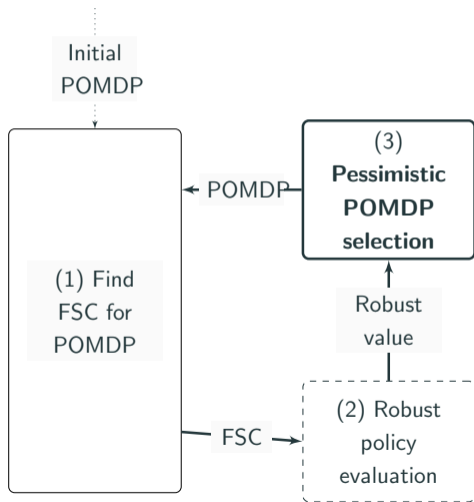 Initial
POMDP
(3)
Pessimistic
POMDP
selection
POMDP
(1) Find
FSC for
POMDP
Robust
value
FSC
(2) Robust
policy
evaluation